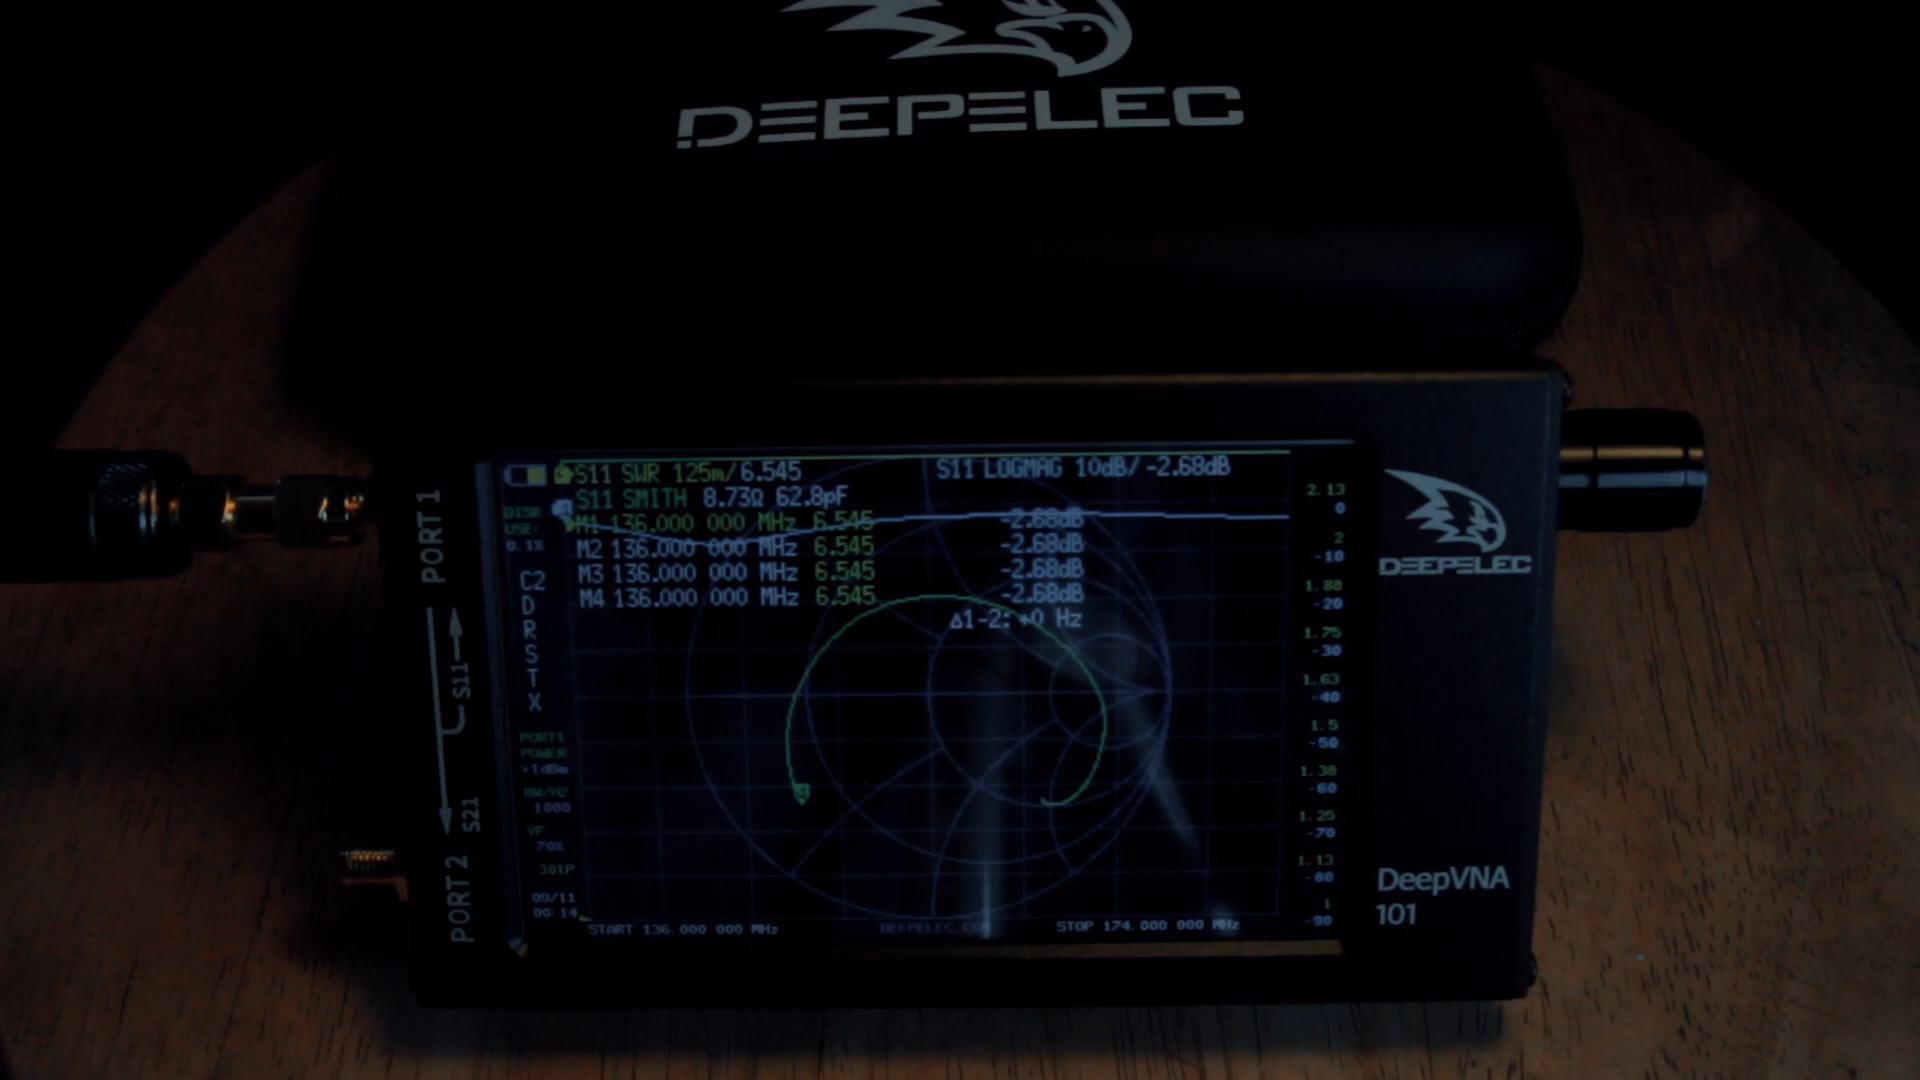 DEEPELEC
PORT 1
S11
S21
PORT 2
S11 SWR 125m/ 6.545
S11 LOGMAG 10dB/ -2.68dB
S11 SMITH 8.73Ω 62.8pF
M1 136.000 000 MHz 6.545 -2.68dB
M2 136.000 000 MHz 6.545 -2.68dB
M3 136.000 000 MHz 6.545 -2.68dB
M4 136.000 000 MHz 6.545 -2.68dB
Δ1-2: +0 Hz
DISK
USE:
0.1%
C2
D
R
S
T
X
PORT1
POWER
+1dBm
BW/HZ
1000
VF
70%
301P
09/11
00:14
2.13
0
2
-10
1.88
-20
1.75
-30
1.63
-40
1.5
-50
1.38
-60
1.25
-70
1.13
-80
1
-90
START 136.000 000 MHz
DEEPELEC.COM
STOP 174.000 000 MHz
DEEPELEC
DeepVNA
101